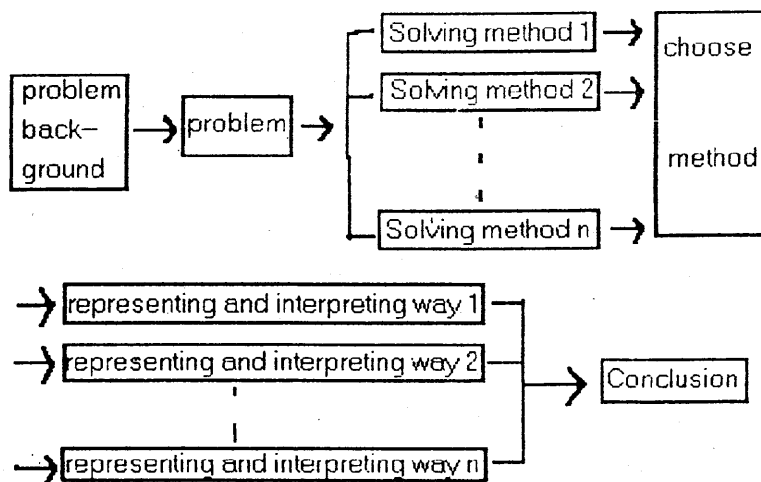 problem
back-
ground
problem
Solving method 1
Solving method 2
Solving method n
choose
method
representing and interpreting way 1
representing and interpreting way 2
representing and interpreting way n
Conclusion